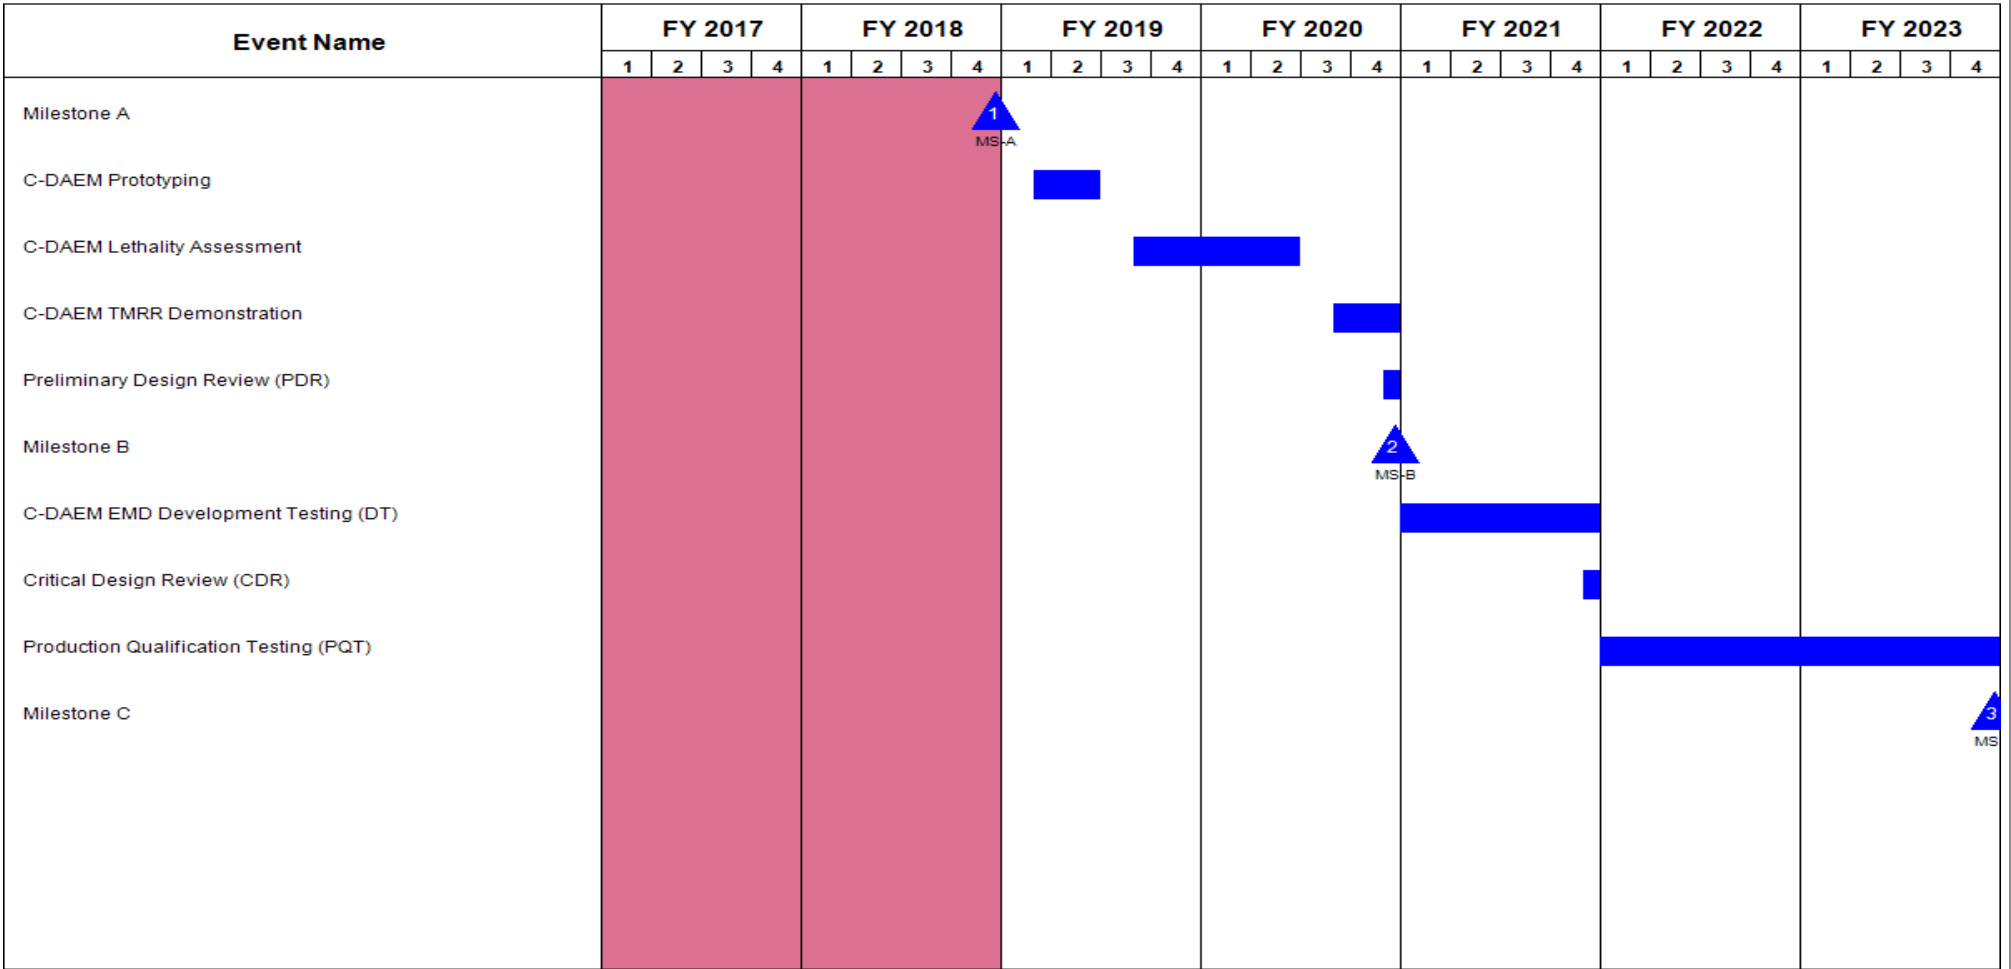 Event Name
FY 2017 FY 2018 FY 2019 FY 2020 FY 2021 FY 2022 FY 2023
1 2 3 4 1 2 3 4 1 2 3 4 1 2 3 4 1 2 3 4 1 2 3 4 1 2 3 4
Milestone A
1
MS-A
C-DAEM Prototyping
C-DAEM Lethality Assessment
C-DAEM TMRR Demonstration
Preliminary Design Review (PDR)
Milestone B
2
MS-B
C-DAEM EMD Development Testing (DT)
Critical Design Review (CDR)
Production Qualification Testing (PQT)
Milestone C
3
MS